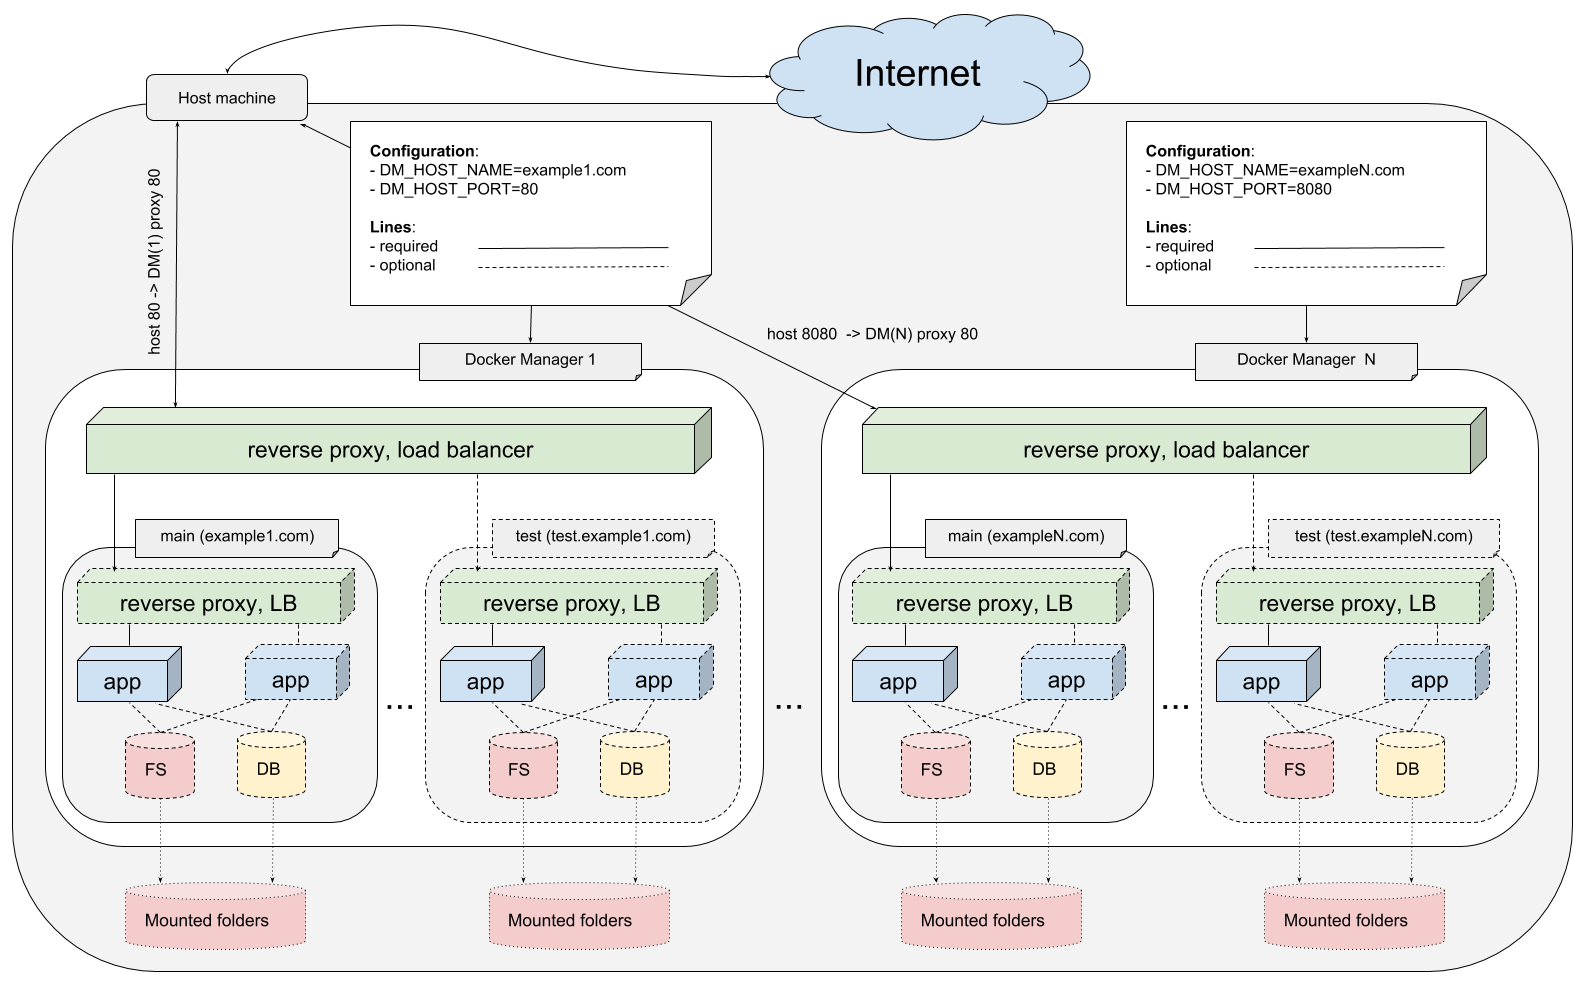 Internet
Host machine
Configuration:
- DM_HOST_NAME=example1.com
- DM_HOST_PORT=80
Lines:
- required
- optional
Configuration:
- DM_HOST_NAME=exampleN.com
- DM_HOST_PORT=8080
Lines:
- required
- optional
host 80 -> DM(1) proxy 80
host 8080 -> DM(N) proxy 80
Docker Manager 1
Docker Manager N
reverse proxy, load balancer
reverse proxy, load balancer
main (example1.com)
test (test.example1.com)
main (exampleN.com)
test (test.exampleN.com)
reverse proxy, LB
reverse proxy, LB
reverse proxy, LB
reverse proxy, LB
app
app
app
app
app
app
app
app
...
...
...
FS
DB
FS
DB
FS
DB
FS
DB
Mounted folders
Mounted folders
Mounted folders
Mounted folders